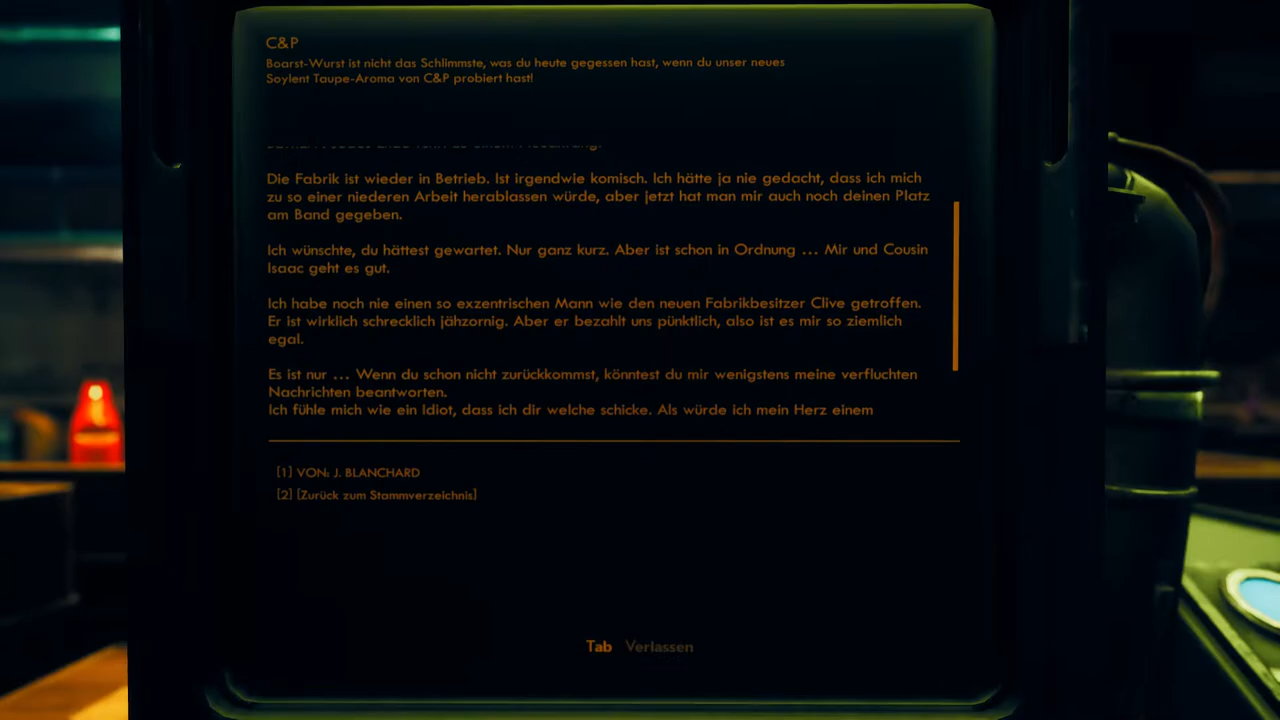 C&P
Boarst-Wurst ist nicht das Schlimmste, was du heute gegessen hast, wenn du unser neues
Soylent Taupe-Aroma von C&P probiert hast!
Die Fabrik ist wieder in Betrieb. Ist irgendwie komisch. Ich hätte ja nie gedacht, dass ich mich
zu so einer niederen Arbeit herablassen würde, aber jetzt hat man mir auch noch deinen Platz
am Band gegeben.
Ich wünschte, du hättest gewartet. Nur ganz kurz. Aber ist schon in Ordnung ... Mir und Cousin
Isaac geht es gut.
Ich habe noch nie einen so exzentrischen Mann wie den neuen Fabrikbesitzer Clive getroffen.
Er ist wirklich schrecklich jähzornig. Aber er bezahlt uns pünktlich, also ist es mir so ziemlich
egal.
Es ist nur ... Wenn du schon nicht zurückkommst, könntest du mir wenigstens meine verfluchten
Nachrichten beantworten.
Ich fühle mich wie ein Idiot, dass ich dir welche schicke. Als würde ich mein Herz einem
[1] VON: J. BLANCHARD
[2] [Zurück zum Stammverzeichnis]
Tab Verlassen